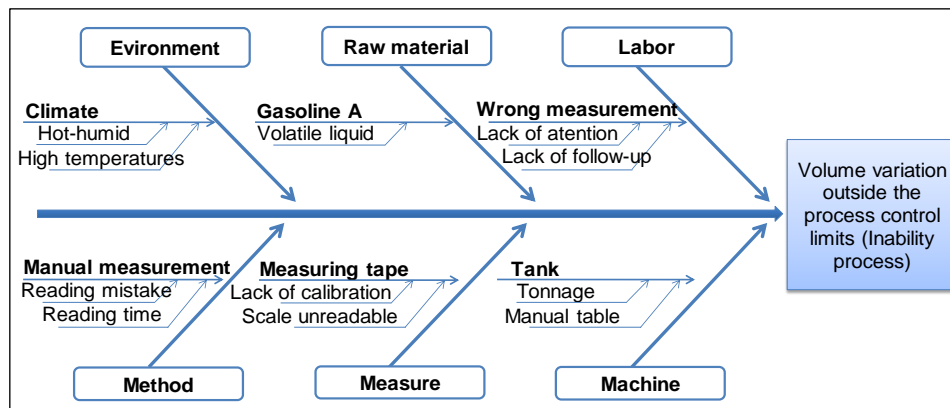 Evironment
Raw material
Labor
Climate
Hot-humid
High temperatures
Gasoline A
Volatile liquid
Wrong measurement
Lack of atention
Lack of follow-up
Volume variation
outside the
process control
limits (Inability
process)
Manual measurement
Reading mistake
Reading time
Measuring tape
Lack of calibration
Scale unreadable
Tank
Tonnage
Manual table
Method
Measure
Machine